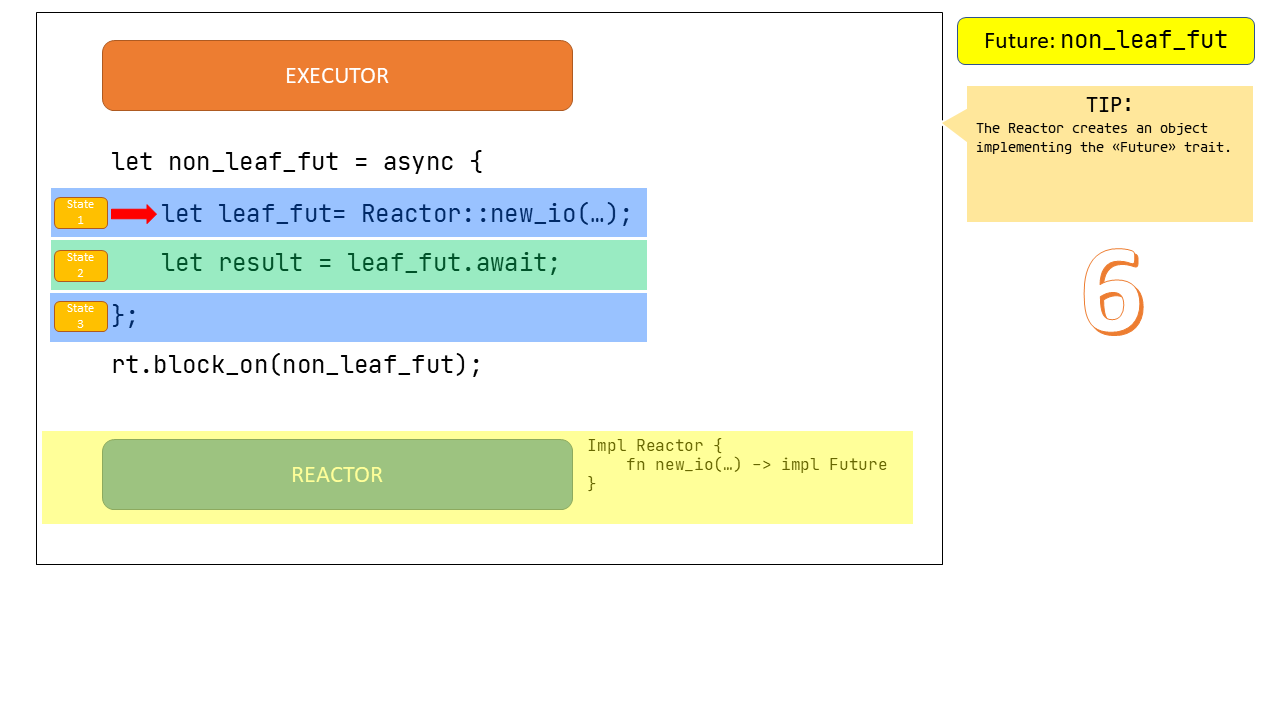 EXECUTOR
let non_leaf_fut = async {
State
1
let leaf_fut= Reactor::new_io(…);
State
2
let result = leaf_fut.await;
State
3
};
rt.block_on(non_leaf_fut);
REACTOR
Impl Reactor {
fn new_io(…) -> impl Future
}
Future: non_leaf_fut
TIP:
The Reactor creates an object
implementing the «Future» trait.
6